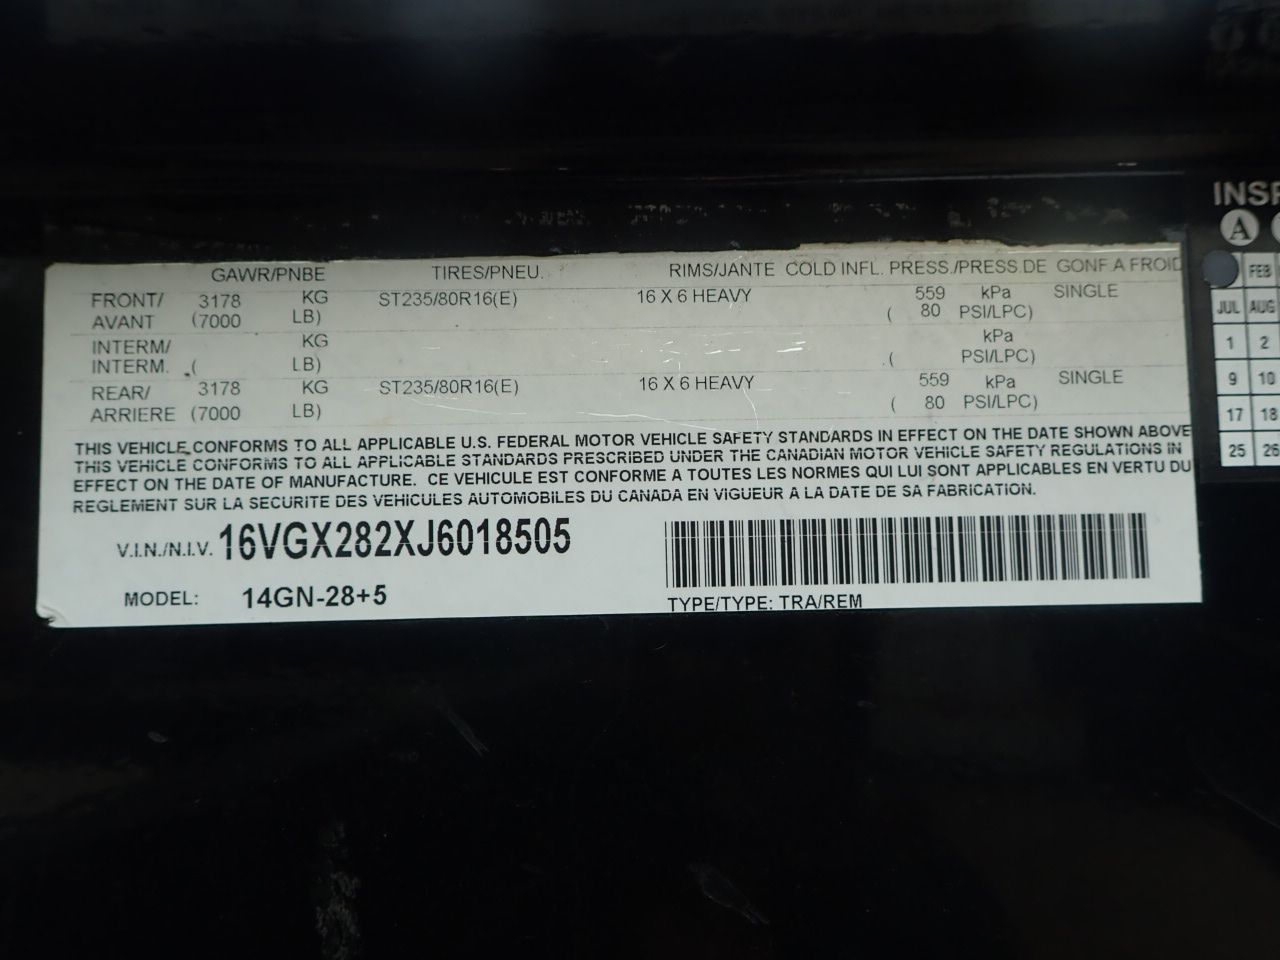 GAWR/PNBE TIRES/PNEU. RIMS/JANTE COLD INFL. PRESS./PRESS.DE GONF.A FROID
FRONT/ 3178 KG ST235/80R16(E) 16 X 6 HEAVY 559 kPa SINGLE
AVANT (7000 LB) ( 80 PSI/LPC)
INTERM/ KG kPa
INTERM. ( LB) ( PSI/LPC)
REAR/ 3178 KG ST235/80R16(E) 16 X 6 HEAVY 559 kPa SINGLE
ARRIERE (7000 LB) ( 80 PSI/LPC)
THIS VEHICLE CONFORMS TO ALL APPLICABLE U.S. FEDERAL MOTOR VEHICLE SAFETY STANDARDS IN EFFECT ON THE DATE SHOWN ABOVE
THIS VEHICLE CONFORMS TO ALL APPLICABLE STANDARDS PRESCRIBED UNDER THE CANADIAN MOTOR VEHICLE SAFETY REGULATIONS IN
EFFECT ON THE DATE OF MANUFACTURE. CE VEHICULE EST CONFORME A TOUTES LES NORMES QUI LUI SONT APPLICABLES EN VERTU DU
REGLEMENT SUR LA SECURITE DES VEHICULES AUTOMOBILES DU CANADA EN VIGUEUR A LA DATE DE SA FABRICATION.
V.I.N./N.I.V. 16VGX282XJ6018505
MODEL: 14GN-28+5
TYPE/TYPE: TRA/REM
INSP
A
FEB
JUL AUG
1 2
9 10
17 18
25 26